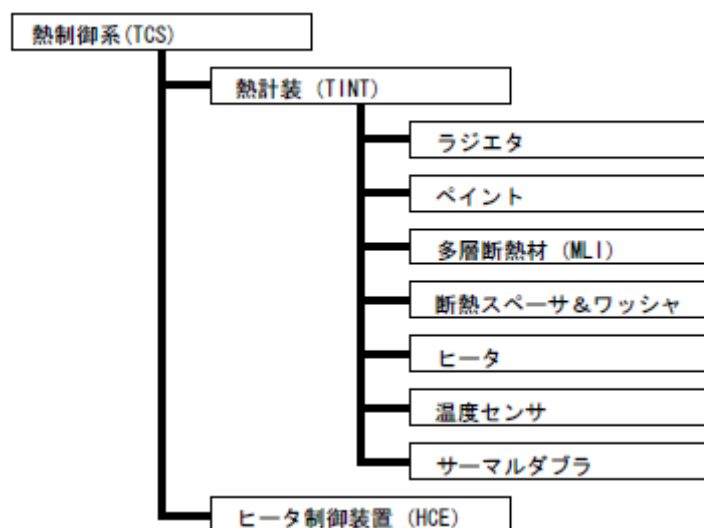 熱制御系(TCS)
熱計装 (TINT)
ラジエタ
ペイント
多層断熱材 (MLI)
断熱スペーサ&ワッシャ
ヒータ
温度センサ
サーマルダブラ
ヒータ制御装置 (HCE)